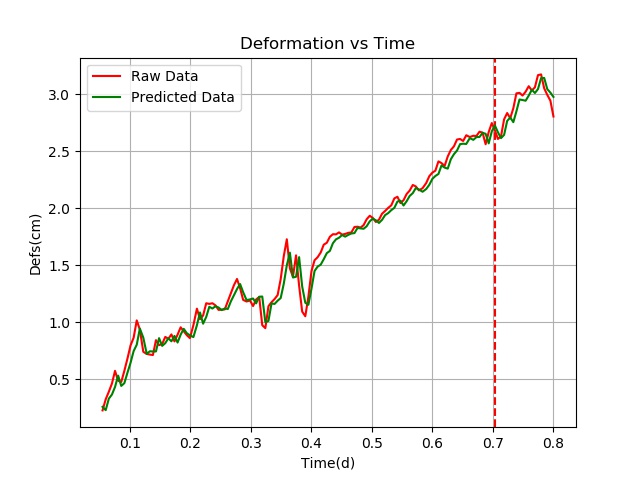 Deformation vs Time
Raw Data
Predicted Data
Defs(cm)
3.0
2.5
2.0
1.5
1.0
0.5
0.1 0.2 0.3 0.4 0.5 0.6 0.7 0.8
Time(d)